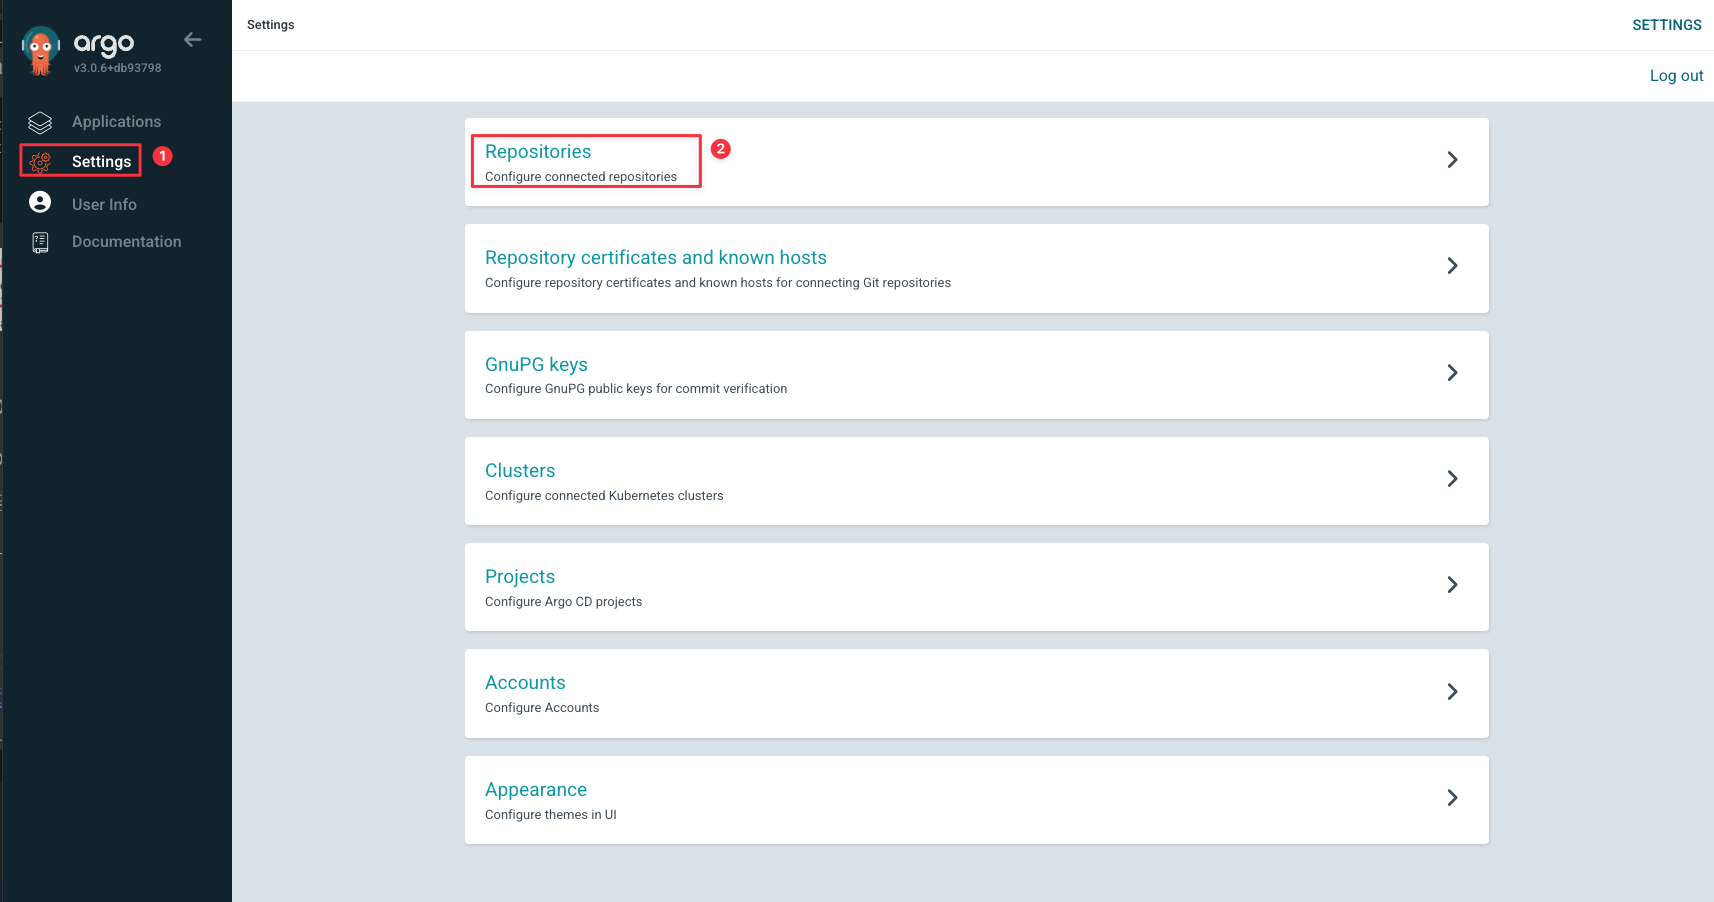 argo
v3.0.6+db93798
Applications
Settings
1
User Info
Documentation
Settings
SETTINGS
Log out
Repositories
2
Configure connected repositories
Repository certificates and known hosts
Configure repository certificates and known hosts for connecting Git repositories
GnuPG keys
Configure GnuPG public keys for commit verification
Clusters
Configure connected Kubernetes clusters
Projects
Configure Argo CD projects
Accounts
Configure Accounts
Appearance
Configure themes in UI